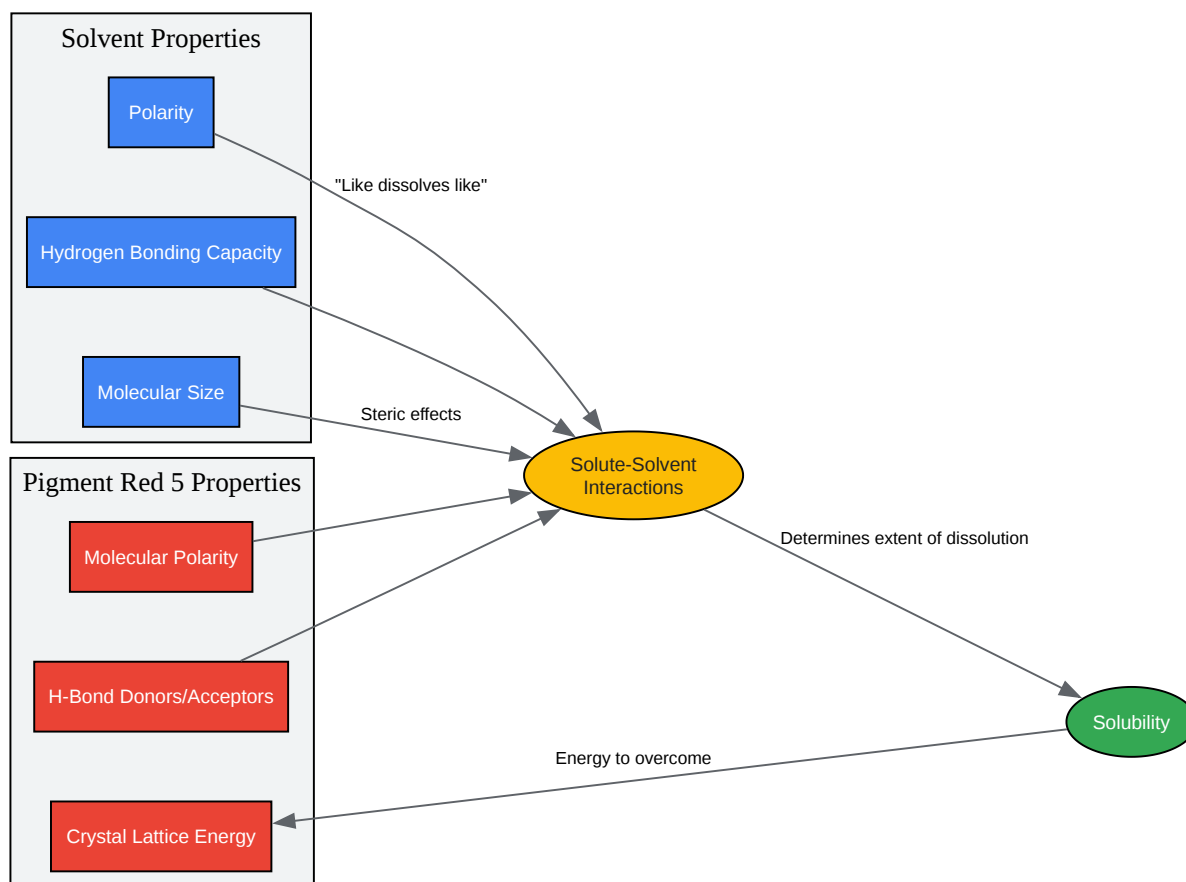 Solvent Properties
Polarity
"Like dissolves like"
Hydrogen Bonding Capacity
Molecular Size
Steric effects
Solute-Solvent
Interactions
Pigment Red 5 Properties
Molecular Polarity
Determines extent of dissolution
H-Bond Donors/Acceptors
Solubility
Energy to overcome
Crystal Lattice Energy